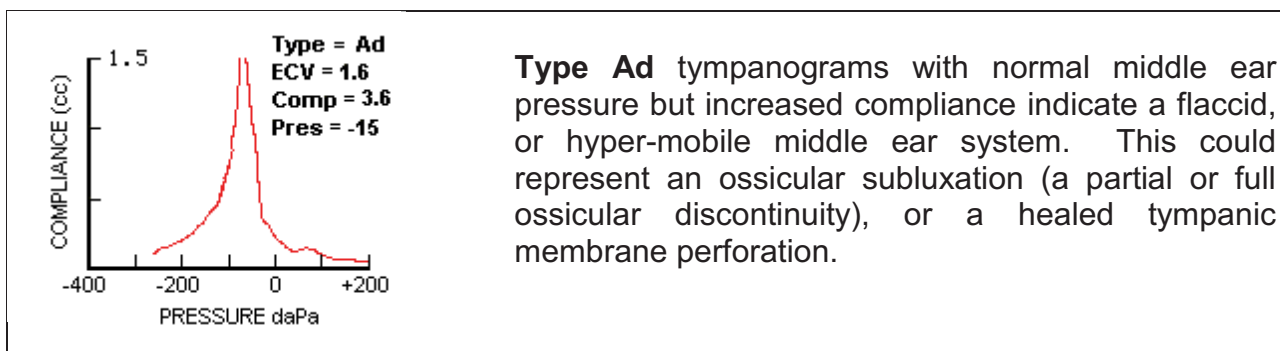 1.5
Type = Ad
ECV = 1.6
Comp = 3.6
Pres = -15
COMPLIANCE (cc)
-400 -200 0 +200
PRESSURE daPa
Type Ad tympanograms with normal middle ear
pressure but increased compliance indicate a flaccid,
or hyper-mobile middle ear system. This could
represent an ossicular subluxation (a partial or full
ossicular discontinuity), or a healed tympanic
membrane perforation.